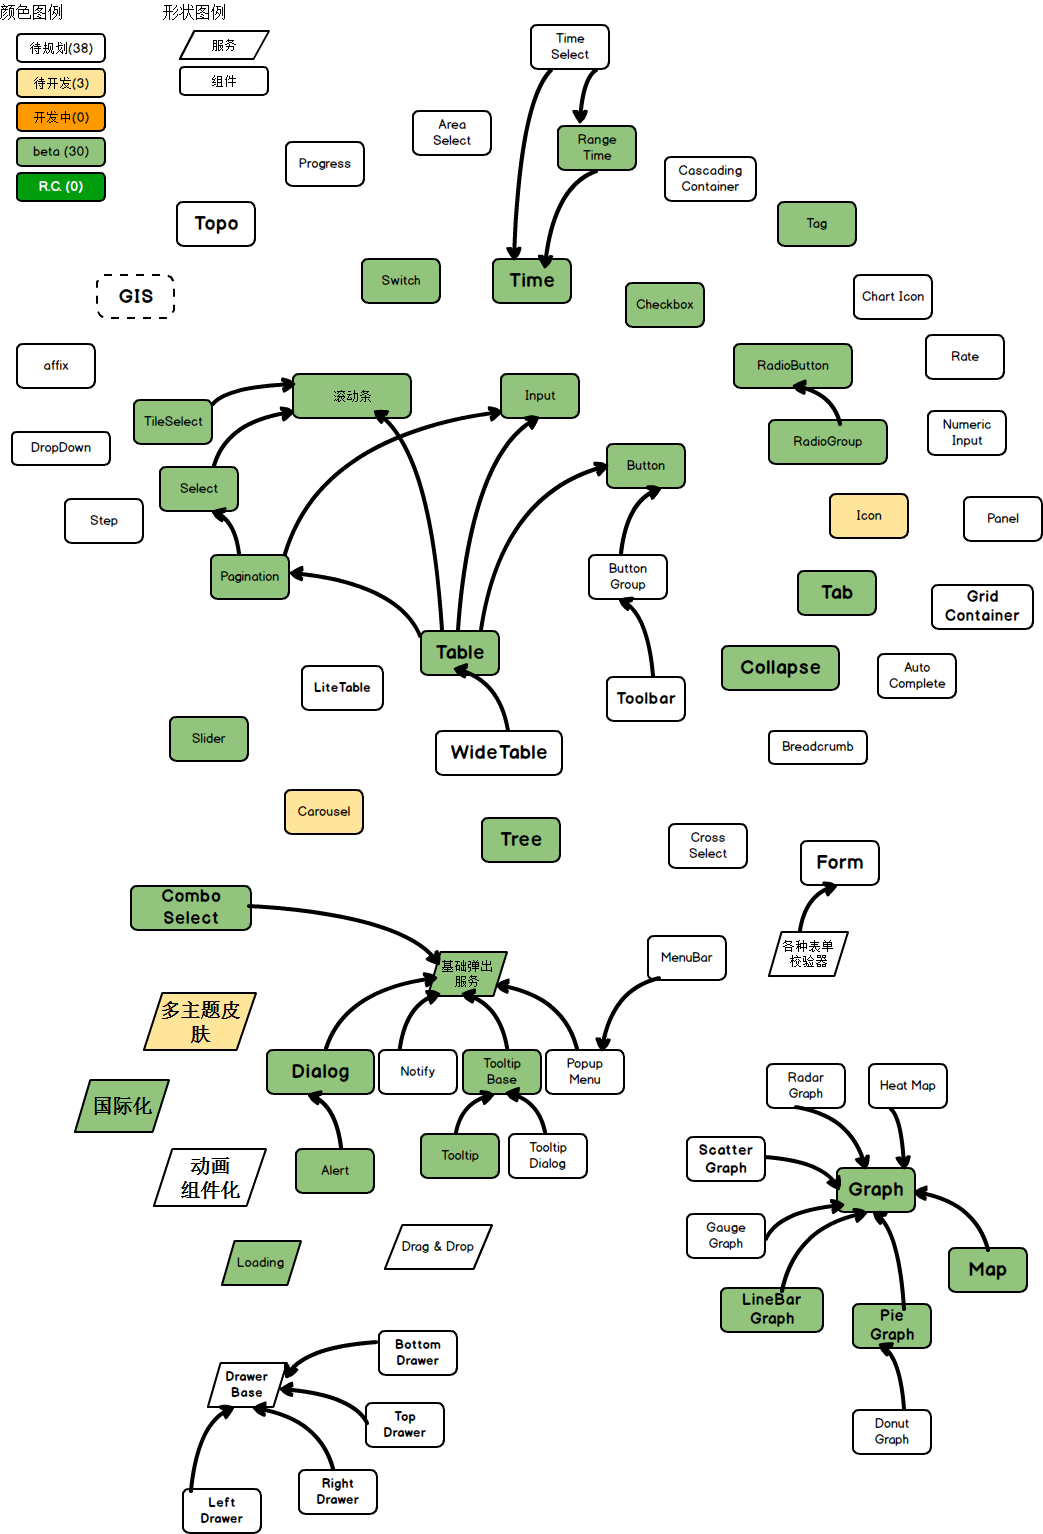 颜色图例
形状图例
待规划(38)
待开发(3)
开发中(0)
beta (30)
R.C. (0)
服务
组件
Time
Select
Area
Select
Range
Time
Progress
Cascading
Container
Topo
Tag
Switch
Time
GIS
Checkbox
Chart Icon
affix
RadioButton
Rate
TileSelect
滚动条
Input
DropDown
RadioGroup
Numeric
Input
Select
Button
Step
Icon
Panel
Pagination
Button
Group
Tab
Grid
Container
Table
Collapse
Auto
Complete
LiteTable
Toolbar
Slider
WideTable
Breadcrumb
Carousel
Tree
Cross
Select
Form
Combo
Select
基础弹出
服务
MenuBar
各种表单
校验器
多主题皮
肤
Dialog
Notify
Tooltip
Base
Popup
Menu
国际化
Radar
Graph
Heat Map
动画
组件化
Alert
Tooltip
Tooltip
Dialog
Scatter
Graph
Graph
Gauge
Graph
Loading
Drag & Drop
Map
LineBar
Graph
Pie
Graph
Bottom
Drawer
Drawer
Base
Top
Drawer
Donut
Graph
Right
Drawer
Left
Drawer